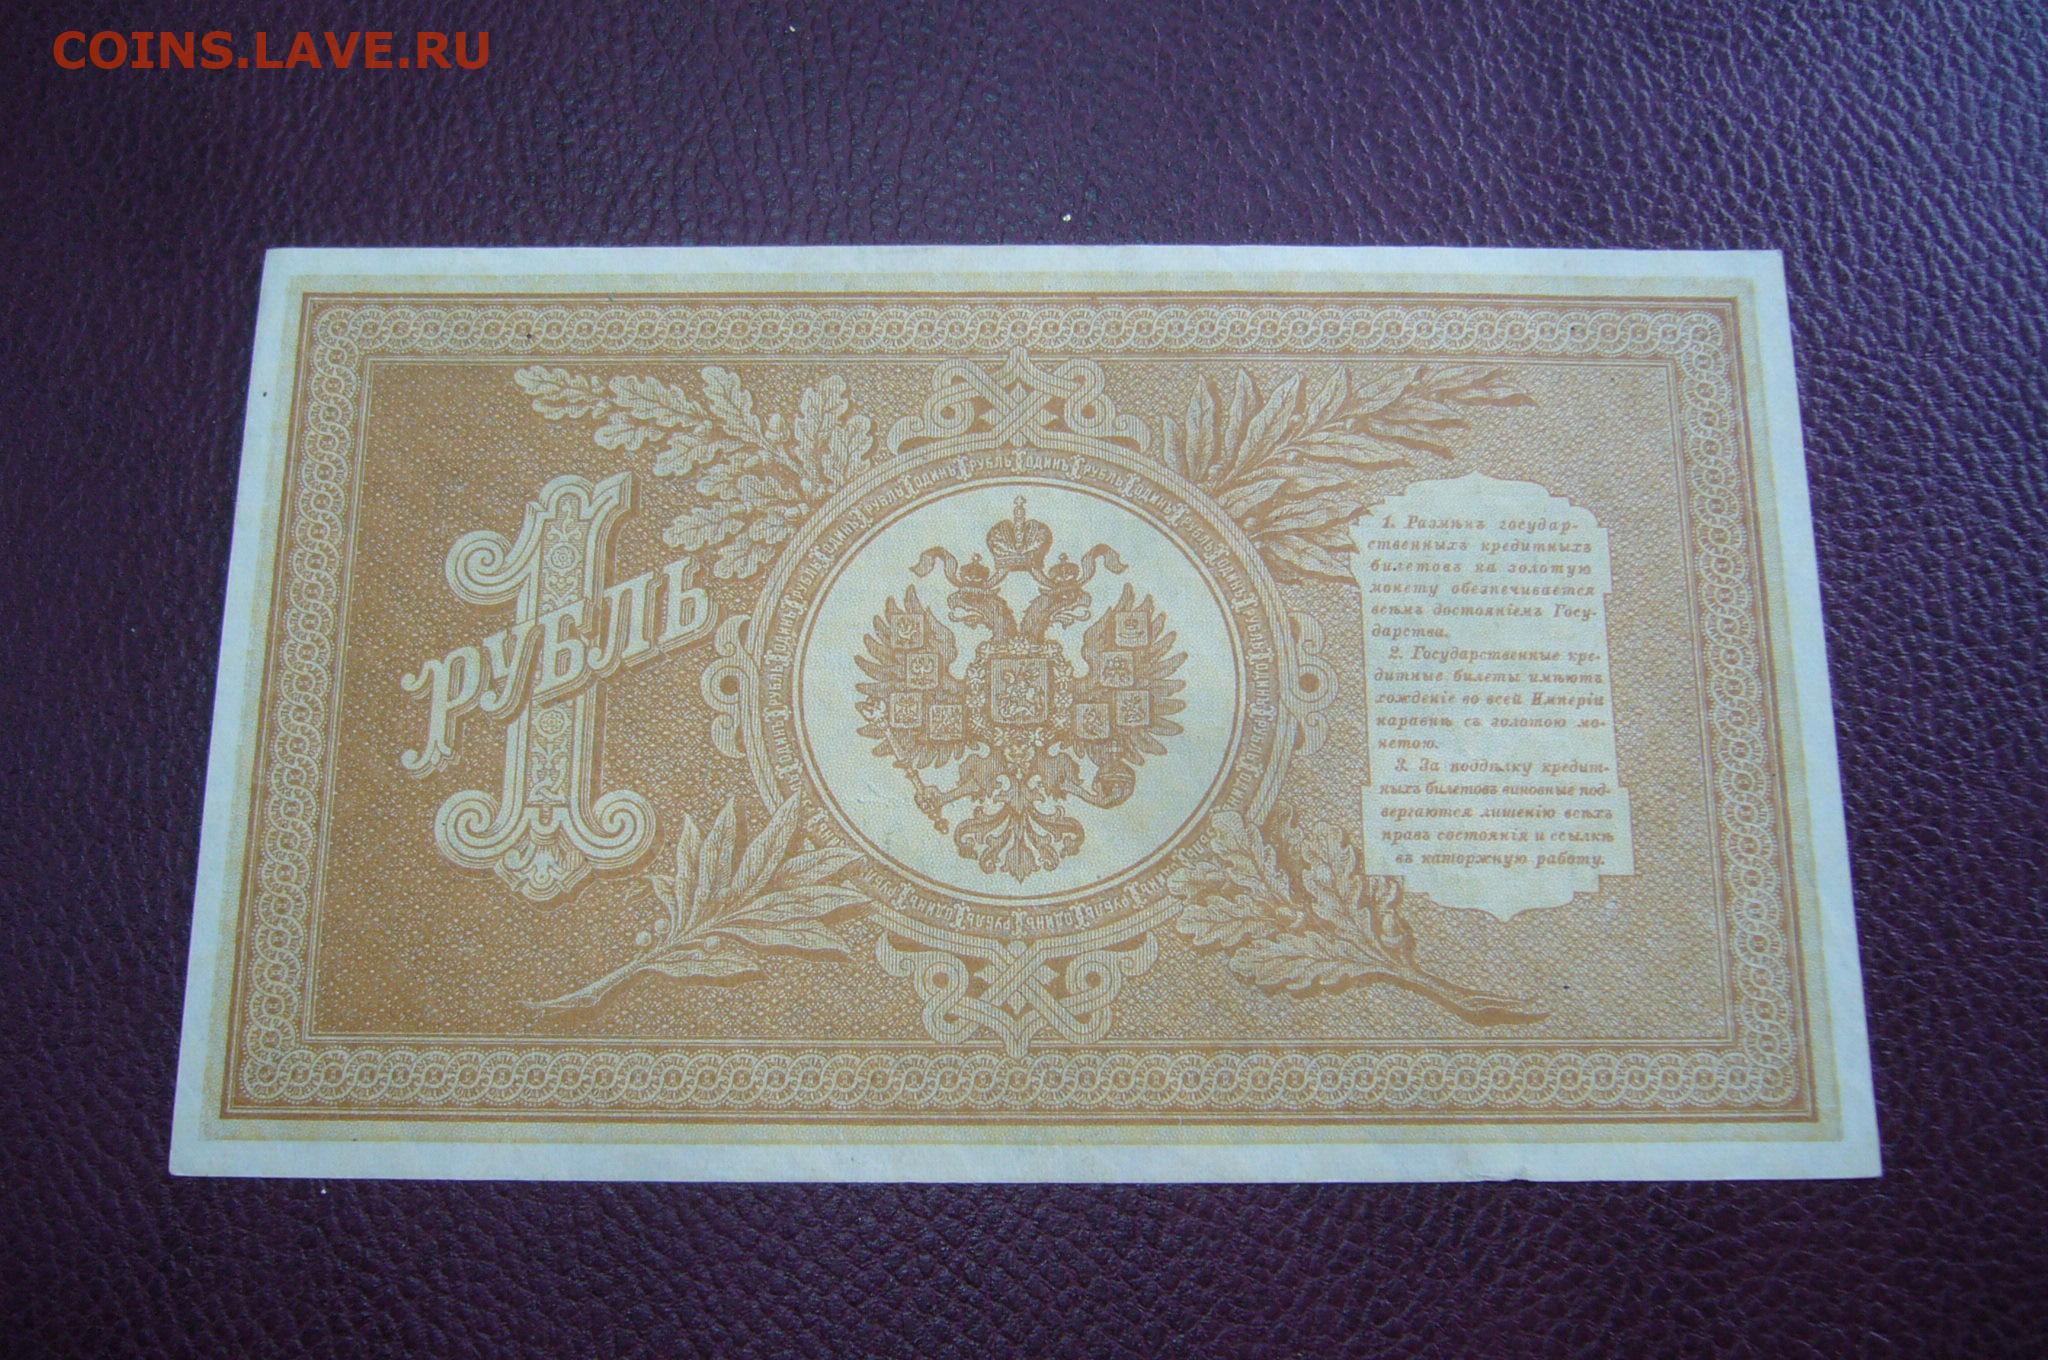 COINS.LAVE.RU
1
РУБЛЬ
1. Размѣнъ государ-
ственныхъ кредитныхъ
билетовъ на золотую
монету обезпечивается
всѣмъ достояніемъ Госу-
дарства.
2. Государственные кре-
дитные билеты имѣютъ
хожденіе во всей Имперіи
наравнѣ съ золотою мо-
нетою.
3. За поддѣлку кредит-
ныхъ билетовъ виновные под-
вергаются лишенію всѣхъ
правъ состоянія и ссылкѣ
въ каторжную работу.